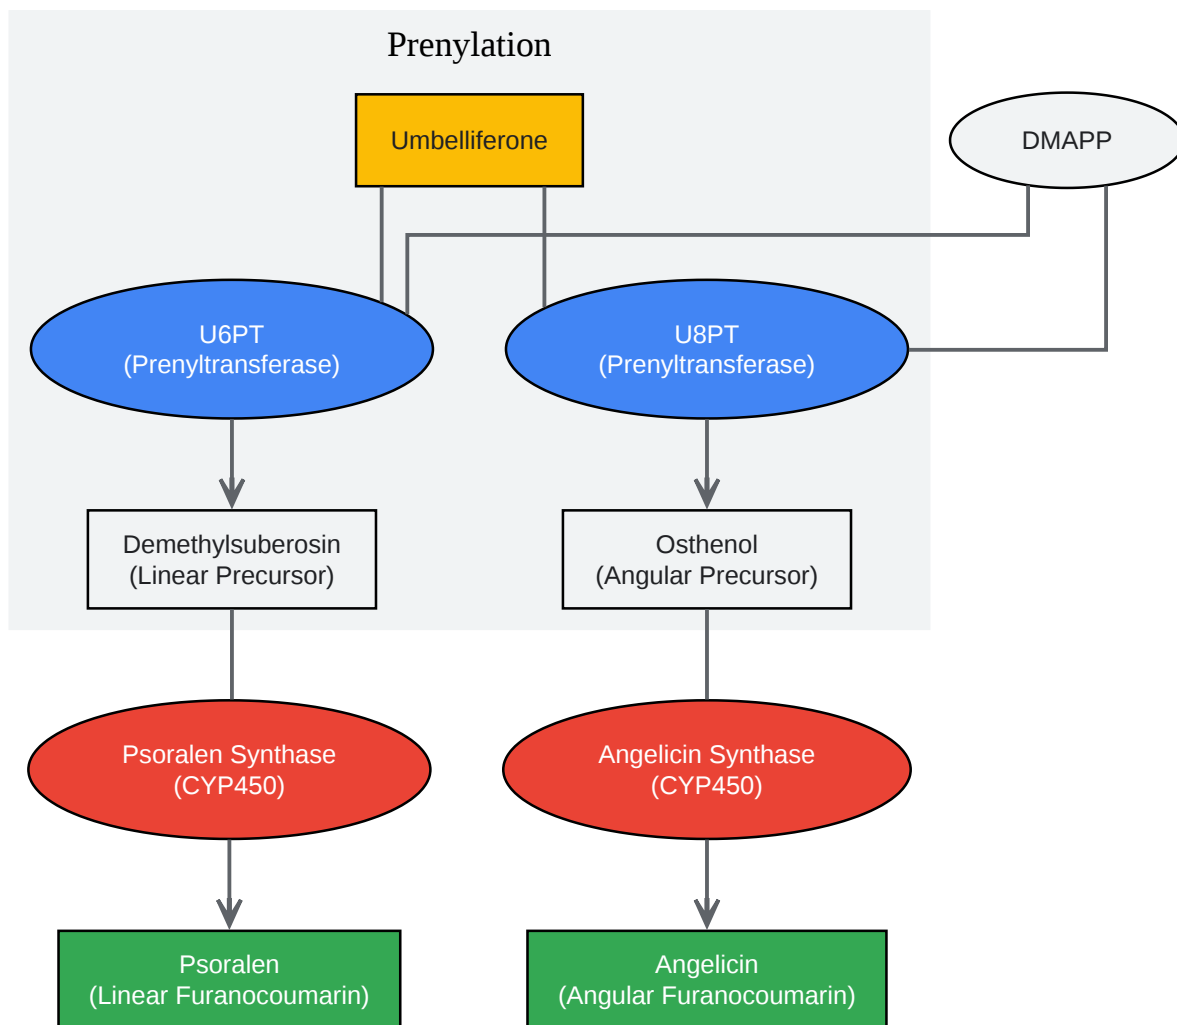 Prenylation
Umbelliferone
DMAPP
U6PT
(Prenyltransferase)
U8PT
(Prenyltransferase)
Demethylsuberosin
(Linear Precursor)
Osthenol
(Angular Precursor)
Psoralen Synthase
(CYP450)
Angelicin Synthase
(CYP450)
Psoralen
(Linear Furanocoumarin)
Angelicin
(Angular Furanocoumarin)